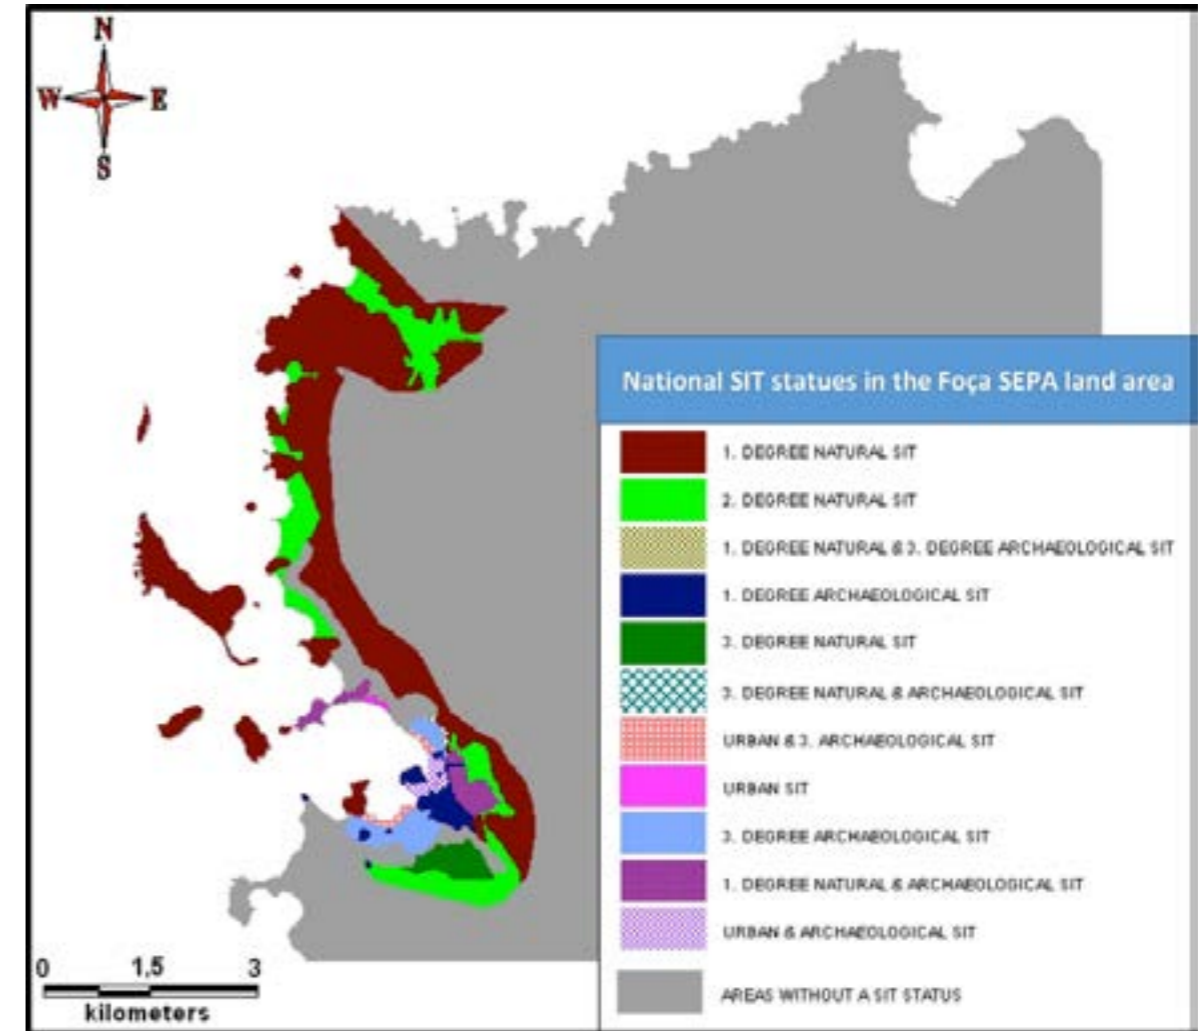 N
W E
S
National SIT statues in the Foça SEPA land area
1. DEGREE NATURAL SIT
2. DEGREE NATURAL SIT
1. DEGREE NATURAL & 3. DEGREE ARCHAEOLOGICAL SIT
1. DEGREE ARCHAEOLOGICAL SIT
3. DEGREE NATURAL SIT
3. DEGREE NATURAL & ARCHAEOLOGICAL SIT
URBAN & 3. ARCHAEOLOGICAL SIT
URBAN SIT
3. DEGREE ARCHAEOLOGICAL SIT
1. DEGREE NATURAL & ARCHAEOLOGICAL SIT
URBAN & ARCHAEOLOGICAL SIT
AREAS WITHOUT A SIT STATUS
0 1,5 3
kilometers